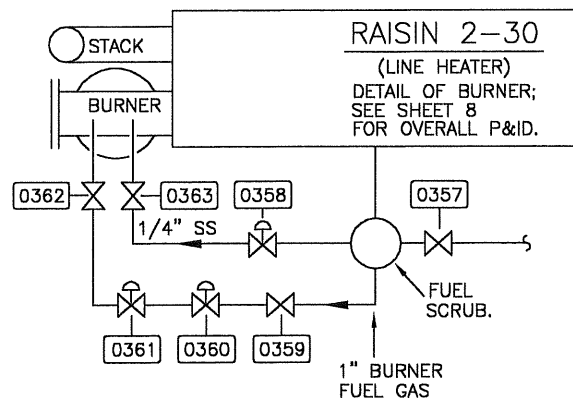 STACK
RAISIN 2-30
(LINE HEATER)
DETAIL OF BURNER;
SEE SHEET 8
FOR OVERALL P&ID.
BURNER
0362
0363
0358
0357
1/4" SS
FUEL
SCRUB.
0361
0360
0359
1" BURNER
FUEL GAS